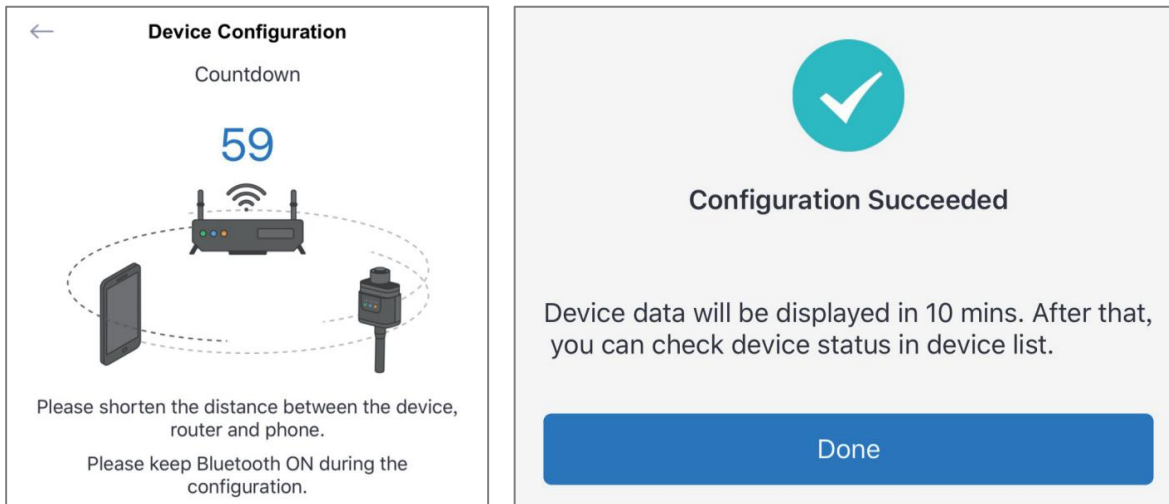 Device Configuration
Countdown
59
Please shorten the distance between the device,
router and phone.
Please keep Bluetooth ON during the
configuration.
Configuration Succeeded
Device data will be displayed in 10 mins. After that,
you can check device status in device list.
Done